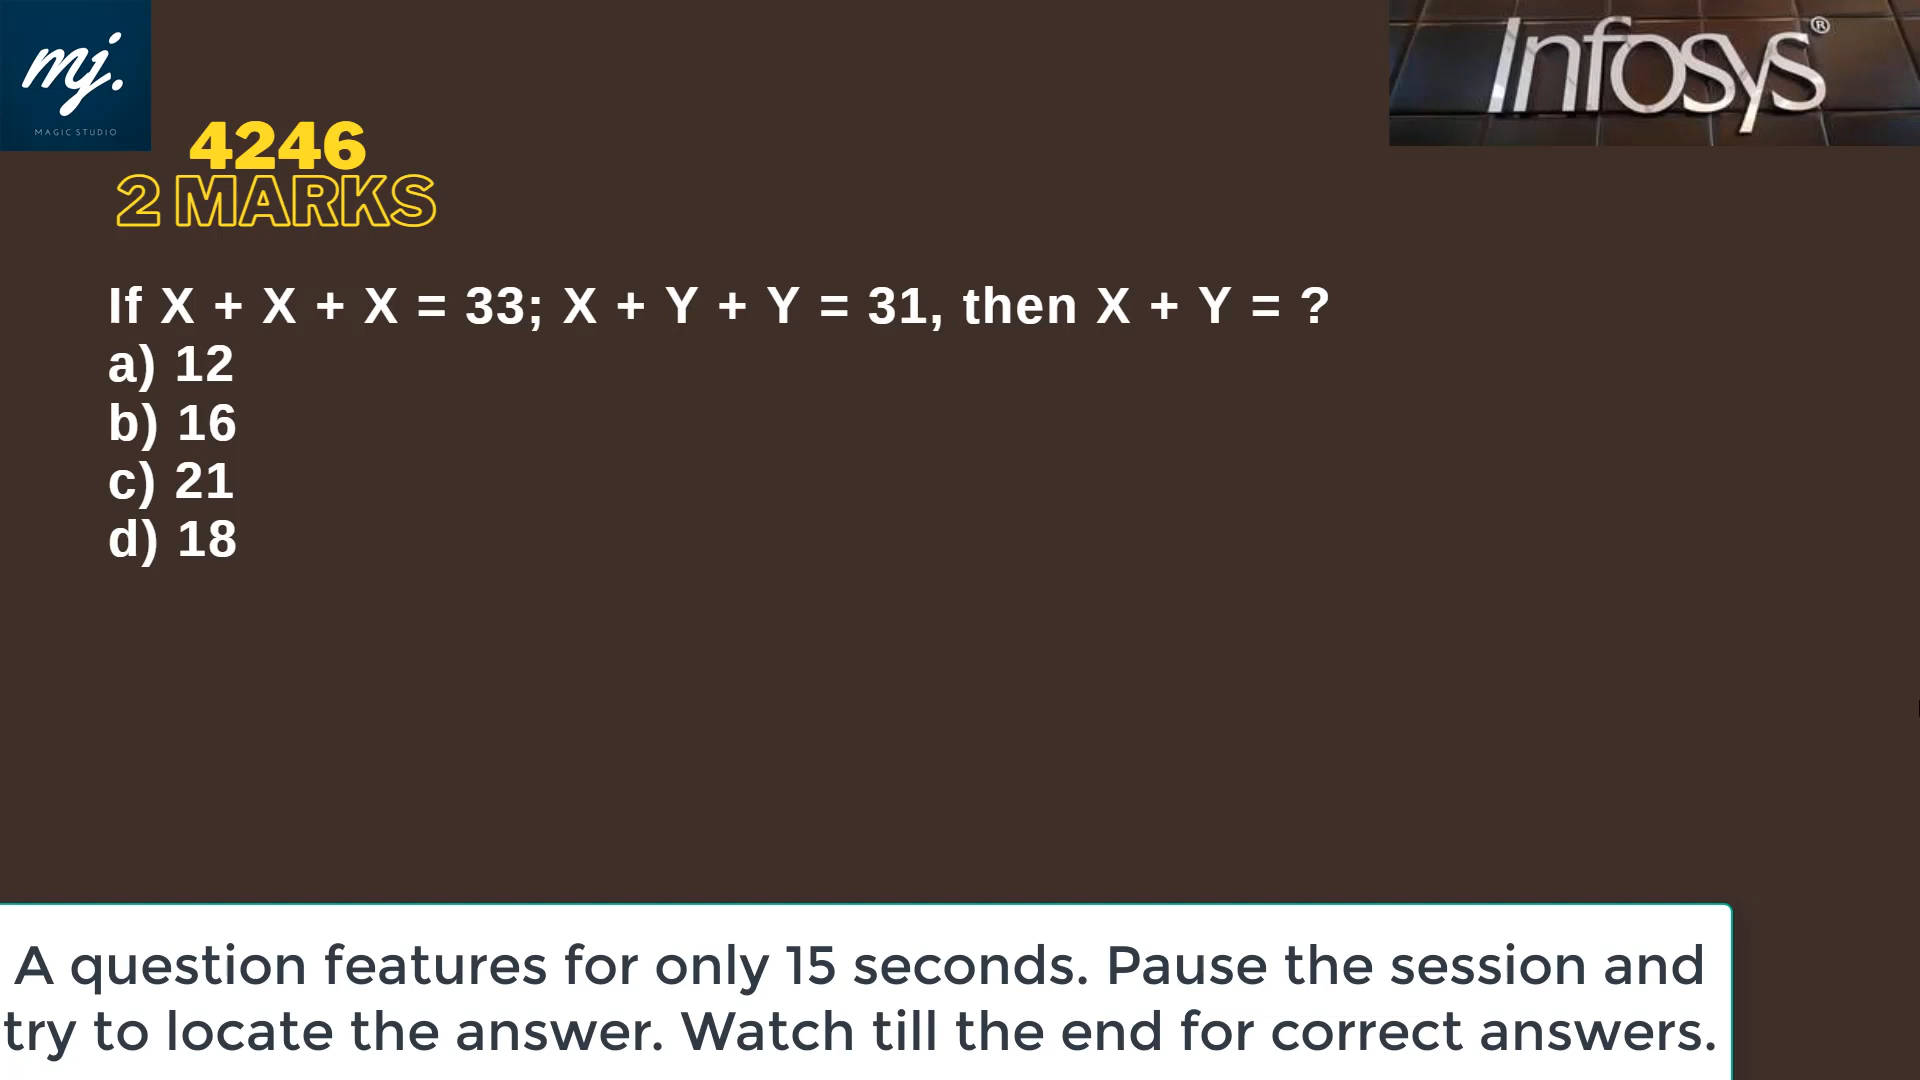 mj.
MAGIC STUDIO
Infosys®
4246
2 MARKS
If X + X + X = 33; X + Y + Y = 31, then X + Y = ?
a) 12
b) 16
c) 21
d) 18
A question features for only 15 seconds. Pause the session and
try to locate the answer. Watch till the end for correct answers.